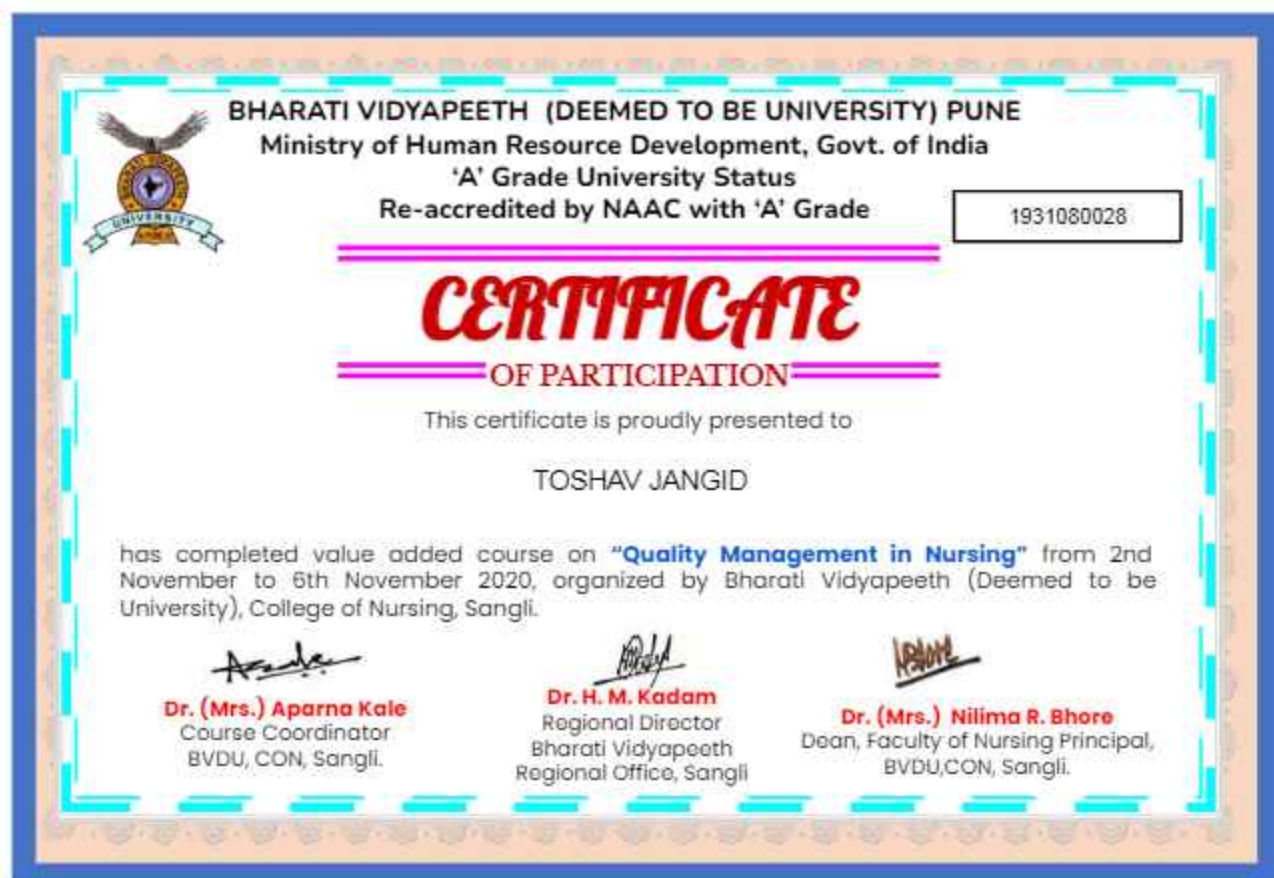 BHARATI VIDYAPEETH (DEEMED TO BE UNIVERSITY) PUNE
Ministry of Human Resource Development, Govt. of India
‘A’ Grade University Status
Re-accredited by NAAC with ‘A’ Grade
1931080028
BHARATI VIDYAPEETH
UNIVERSITY
CERTIFICATE
OF PARTICIPATION
This certificate is proudly presented to
TOSHAV JANGID
has completed value added course on “Quality Management in Nursing” from 2nd
November to 6th November 2020, organized by Bharati Vidyapeeth (Deemed to be
University), College of Nursing, Sangli.
Dr. (Mrs.) Aparna Kale
Course Coordinator
BVDU, CON, Sangli.
Dr. H. M. Kadam
Regional Director
Bharati Vidyapeeth
Regional Office, Sangli
Dr. (Mrs.) Nilima R. Bhore
Dean, Faculty of Nursing Principal,
BVDU,CON, Sangli.